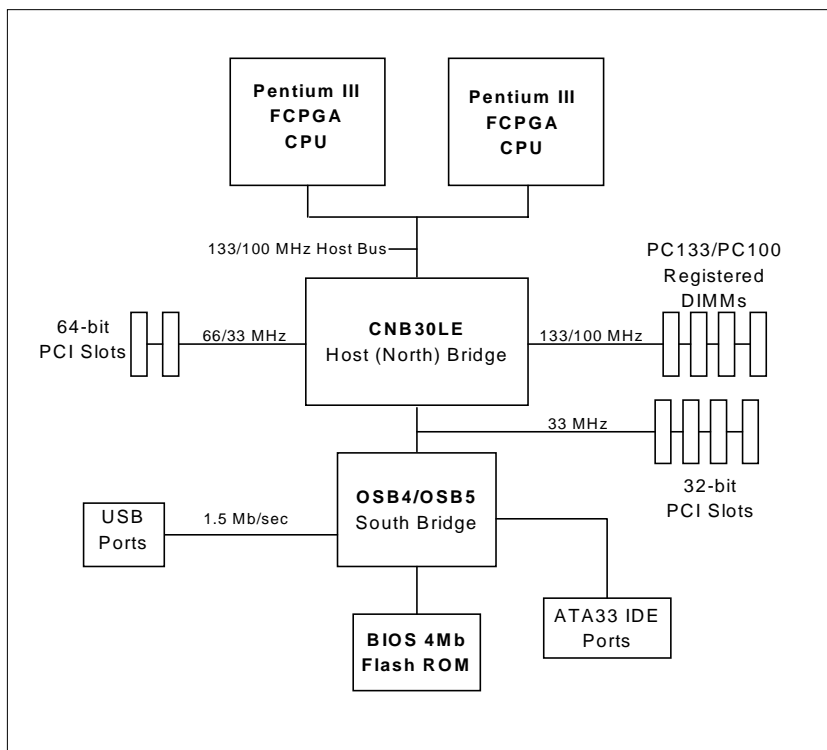 Pentium III
FCPGA
CPU
Pentium III
FCPGA
CPU
133/100 MHz Host Bus
PC133/PC100
Registered
DIMMs
64-bit
PCI Slots
66/33 MHz
CNB30LE
Host (North) Bridge
133/100 MHz
33 MHz
32-bit
PCI Slots
OSB4/OSB5
South Bridge
USB
Ports
1.5 Mb/sec
BIOS 4Mb
Flash ROM
ATA33 IDE
Ports